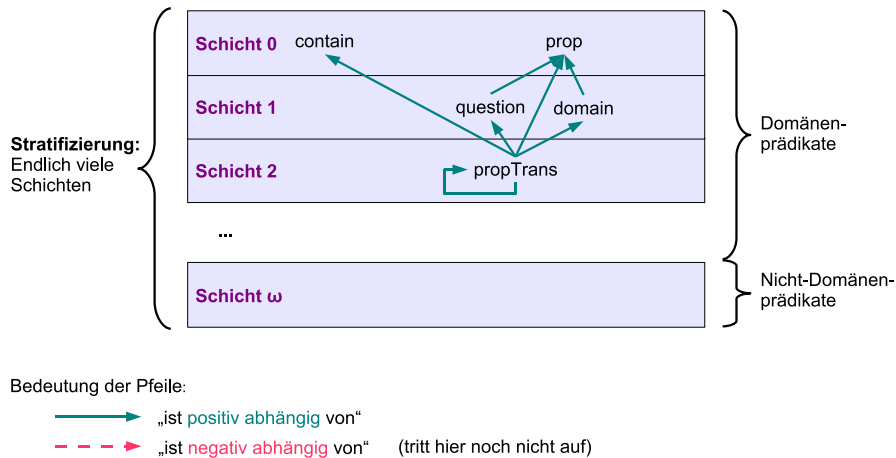 Schicht 0 contain prop
Schicht 1 question domain
Stratifizierung:
Endlich viele
Schichten
Schicht 2 propTrans
...
Schicht ω
Domänen-
prädikate
Nicht-Domänen-
prädikate
Bedeutung der Pfeile:
„ist positiv abhängig von“
„ist negativ abhängig von“ (tritt hier noch nicht auf)